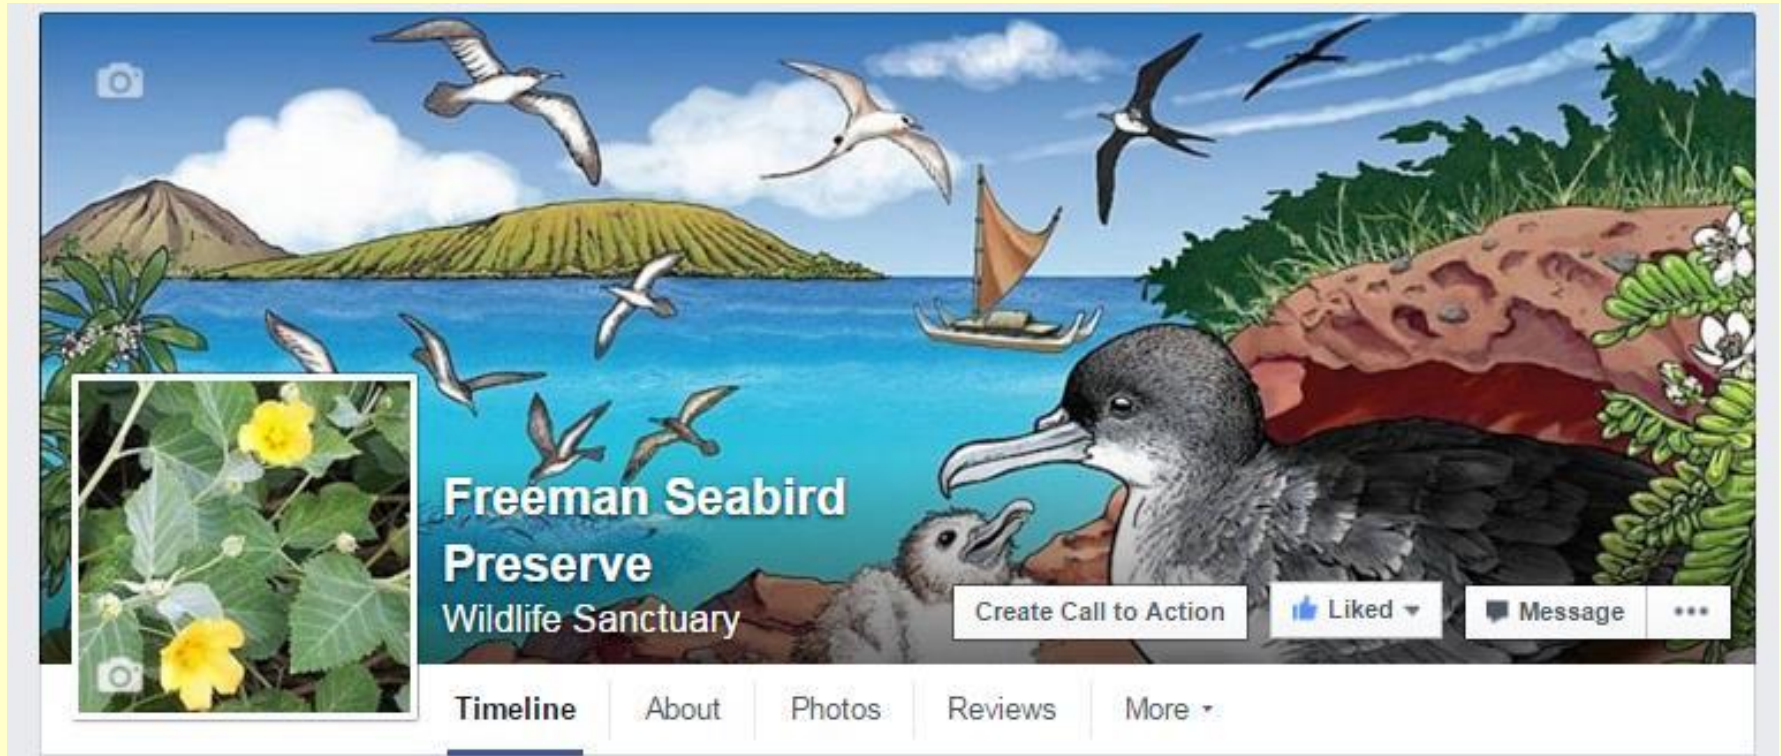 Freeman Seabird
Preserve
Wildlife Sanctuary
Create Call to Action
Liked
Message
Timeline
About
Photos
Reviews
More